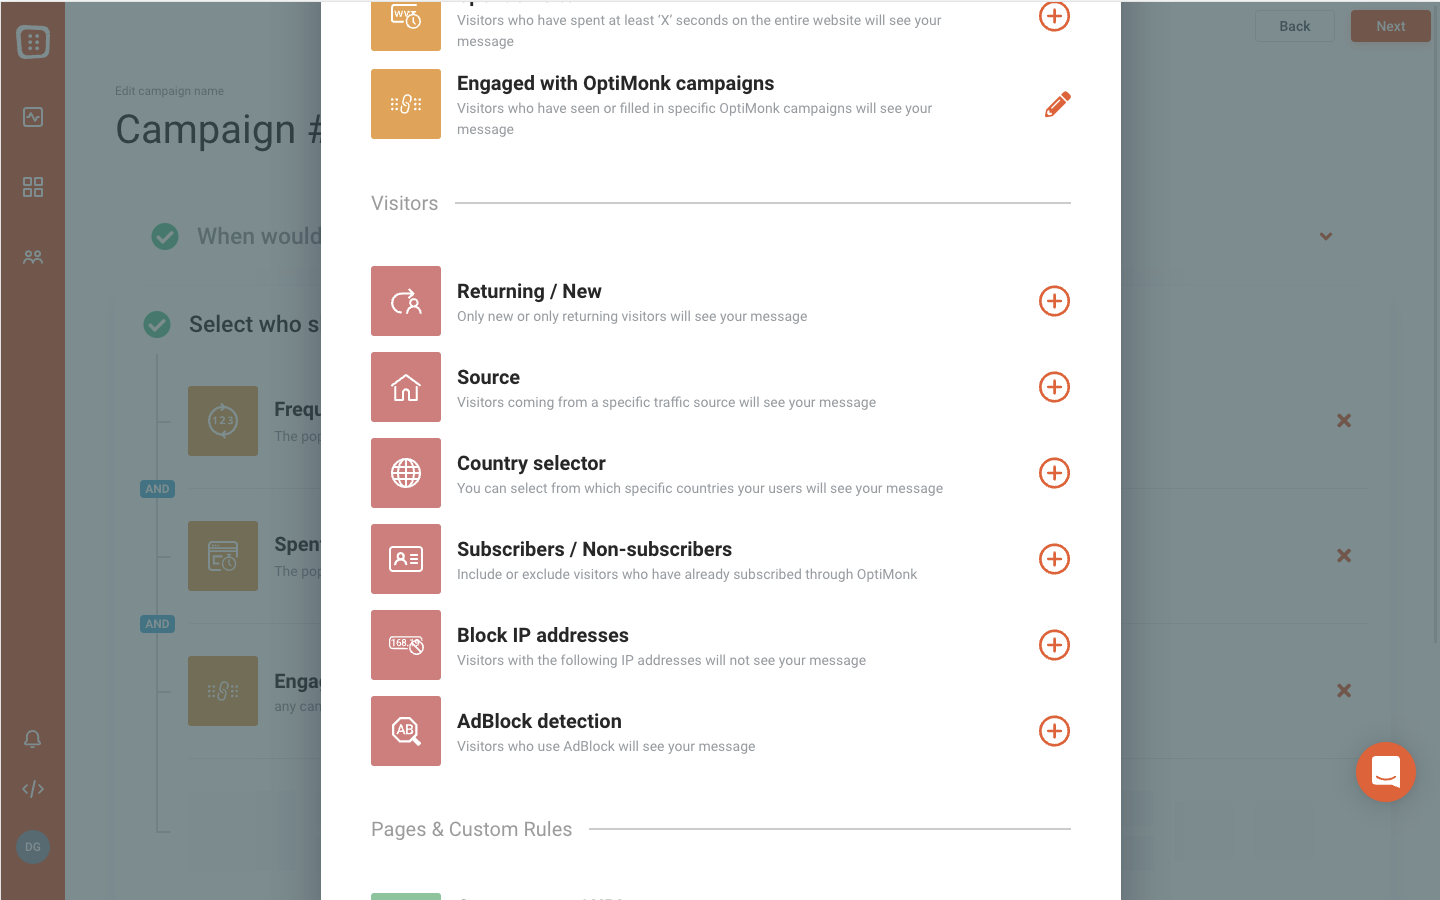 WV
Visitors who have spent at least 'X' seconds on the entire website will see your
message
Back
Next
Engaged with OptiMonk campaigns
Visitors who have seen or filled in specific OptiMonk campaigns will see your
message
Edit campaign name
Campaign #
Visitors
When would
Returning / New
Only new or only returning visitors will see your message
Select who s
Source
Visitors coming from a specific traffic source will see your message
123
Frequ
The pop
Country selector
You can select from which specific countries your users will see your message
AND
Spent
The pop
Subscribers / Non-subscribers
Include or exclude visitors who have already subscribed through OptiMonk
AND
168.19
Block IP addresses
Visitors with the following IP addresses will not see your message
Enga
any cam
AB
AdBlock detection
Visitors who use AdBlock will see your message
Pages & Custom Rules
DG